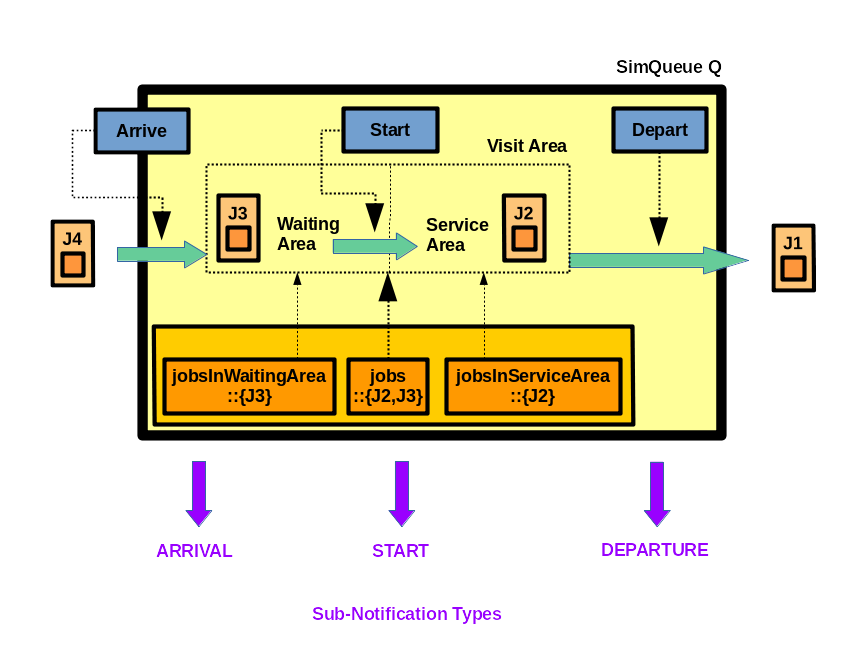 SimQueue Q
Arrive
Start
Depart
Visit Area
J4
J3
Waiting
Area
Service
Area
J2
J1
jobsInWaitingArea
::{J3}
jobs
::{J2,J3}
jobsInServiceArea
::{J2}
ARRIVAL
START
DEPARTURE
Sub-Notification Types